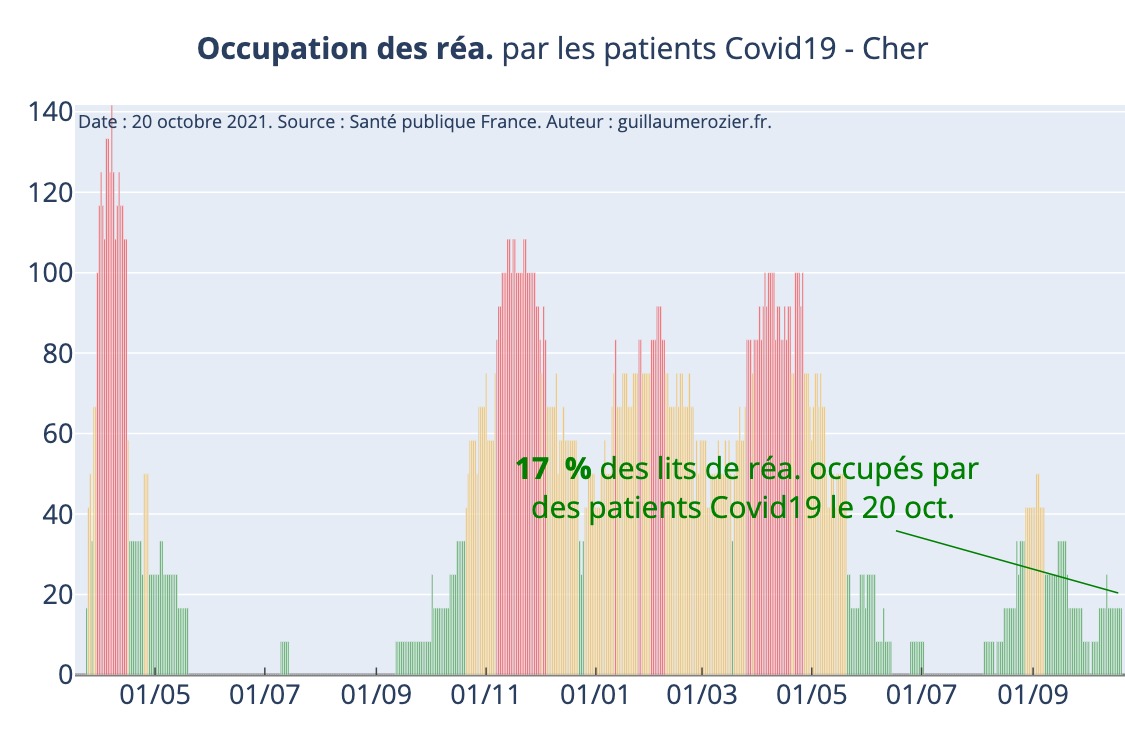 Occupation des réa. par les patients Covid19 - Cher
140
Date : 20 octobre 2021. Source : Santé publique France. Auteur : guillaumerozier.fr.
120
100
80
60
17 % des lits de réa. occupés par
des patients Covid19 le 20 oct.
40
20
0
01/05 01/07 01/09 01/11 01/01 01/03 01/05 01/07 01/09